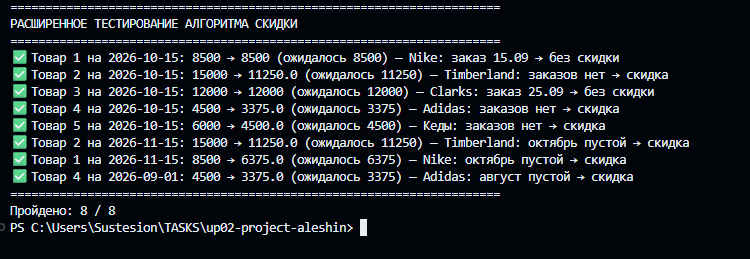 ======================================================================
РАСШИРЕННОЕ ТЕСТИРОВАНИЕ АЛГОРИТМА СКИДКИ
======================================================================
✅ Товар 1 на 2026-10-15: 8500 → 8500 (ожидалось 8500) — Nike: заказ 15.09 → без скидки
✅ Товар 2 на 2026-10-15: 15000 → 11250.0 (ожидалось 11250) — Timberland: заказов нет → скидка
✅ Товар 3 на 2026-10-15: 12000 → 12000 (ожидалось 12000) — Clarks: заказ 25.09 → без скидки
✅ Товар 4 на 2026-10-15: 4500 → 3375.0 (ожидалось 3375) — Adidas: заказов нет → скидка
✅ Товар 5 на 2026-10-15: 6000 → 4500.0 (ожидалось 4500) — Кеды: заказов нет → скидка
✅ Товар 2 на 2026-11-15: 15000 → 11250.0 (ожидалось 11250) — Timberland: октябрь пустой → скидка
✅ Товар 1 на 2026-11-15: 8500 → 6375.0 (ожидалось 6375) — Nike: октябрь пустой → скидка
✅ Товар 4 на 2026-09-01: 4500 → 3375.0 (ожидалось 3375) — Adidas: август пустой → скидка
======================================================================
Пройдено: 8 / 8
PS C:\Users\Sustesion\TASKS\up02-project-aleshin>